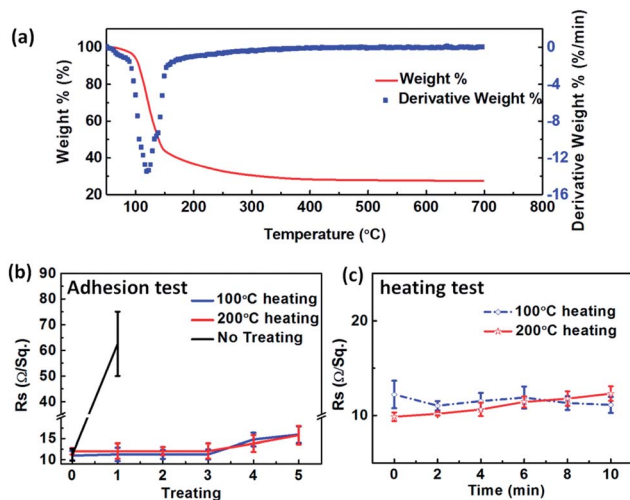 (a)
Weight % (%)
100
80
60
40
20
Weight %
Derivative Weight %
0
-4
-8
-12
-16
Derivative Weight % (%/min)
100 200 300 400 500 600 700 800
Temperature (°C)
(b)
Adhesion test
Rs (Ω/Sq.)
90
80
70
60
50
40
15
10
100°C heating
200°C heating
No Treating
0 1 2 3 4 5
Treating
(c)
heating test
Rs (Ω/Sq.)
20
10
100°C heating
200°C heating
0 2 4 6 8 10
Time (min)